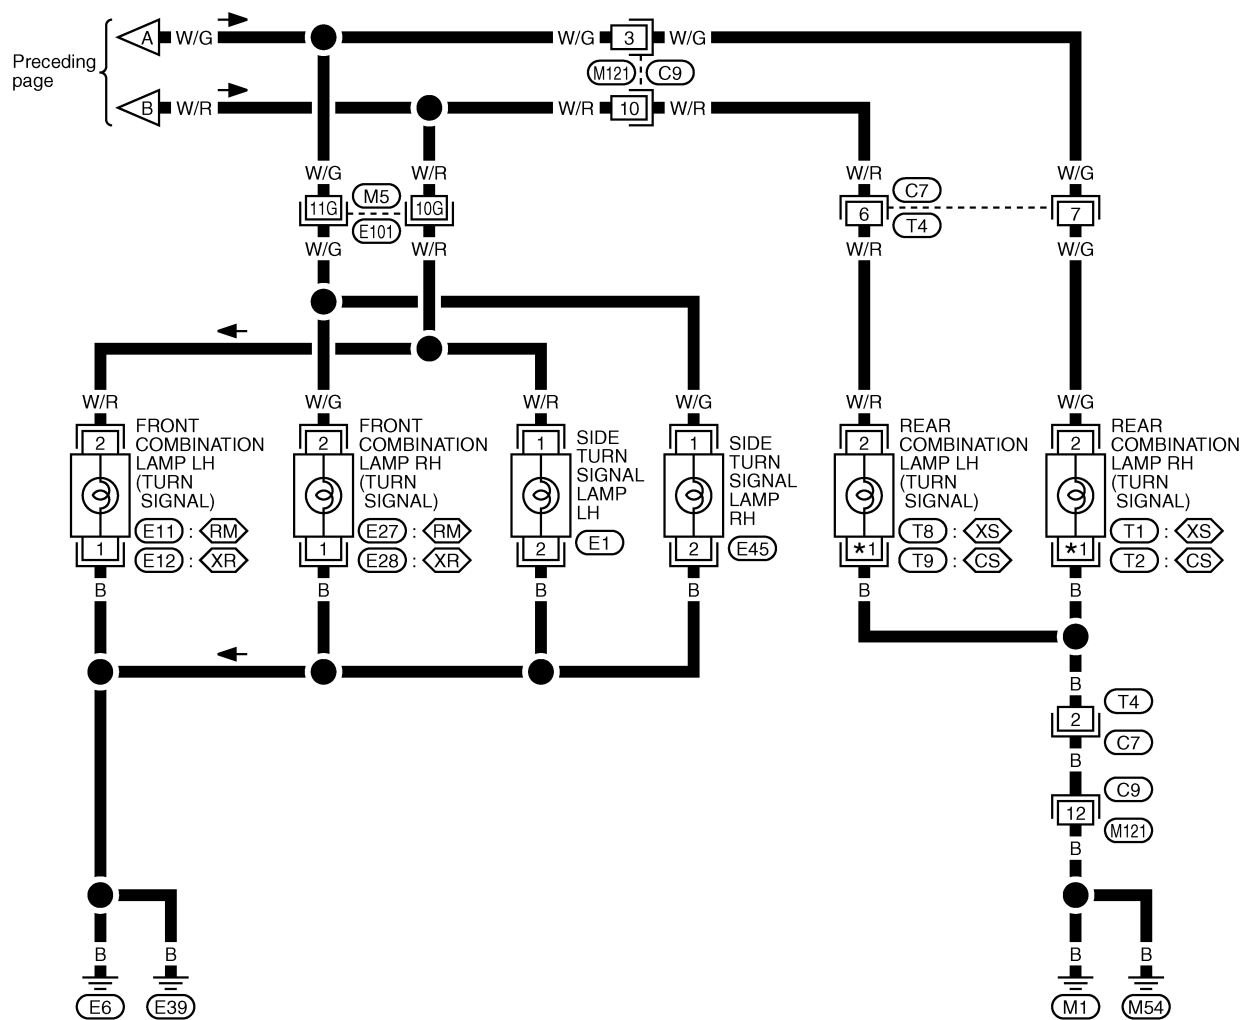 Preceding
page
A
W/G
W/G
3
W/G
M121
C9
B
W/R
W/R
10
W/R
W/G
W/R
W/R
W/G
11G
M5
10G
E101
6
C7
T4
7
W/G
W/R
W/R
W/G
W/R
W/G
W/R
W/G
W/R
W/G
2
FRONT
COMBINATION
LAMP LH
(TURN
SIGNAL)
E11 : RM
E12 : XR
1
2
FRONT
COMBINATION
LAMP RH
(TURN
SIGNAL)
E27 : RM
E28 : XR
1
1
SIDE
TURN
SIGNAL
LAMP
LH
E1
2
1
SIDE
TURN
SIGNAL
LAMP
RH
E45
2
2
REAR
COMBINATION
LAMP LH
(TURN
SIGNAL)
T8 : XS
T9 : CS
*1
2
REAR
COMBINATION
LAMP RH
(TURN
SIGNAL)
T1 : XS
T2 : CS
*1
B
B
B
B
B
B
B
2
T4
C7
B
12
C9
M121
B
B
B
B
B
E6
E39
M1
M54